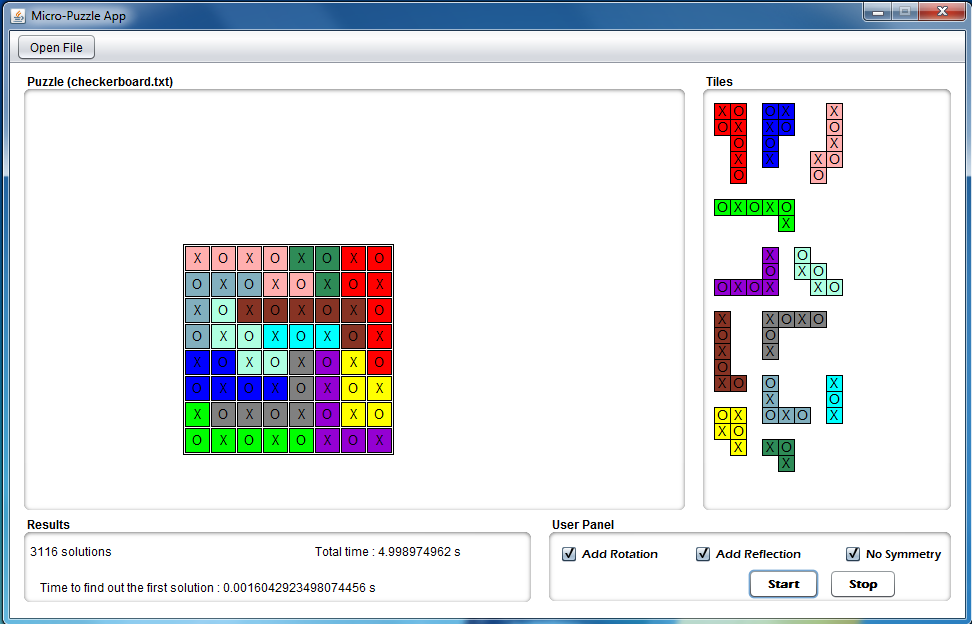 Micro-Puzzle App
Open File
Puzzle (checkerboard.txt)
X O X O X O X O
O X O X O X O X
X O X O X O X O
O X O X O X O X
X O X O X O X O
O X O X O X O X
X O X O X O X O
O X O X O X O X
Tiles
X O O X X
O X X O O
O O X
X X X O
O O
O X O X O
X
X O
O X O
O X O X X O
X X O X O
O O
X X
O
X O O X
X O
O X O X O X
X O
X X O
X
Results
3116 solutions Total time : 4.998974962 s
Time to find out the first solution : 0.0016042923498074456 s
User Panel
Add Rotation Add Reflection No Symmetry
Start Stop